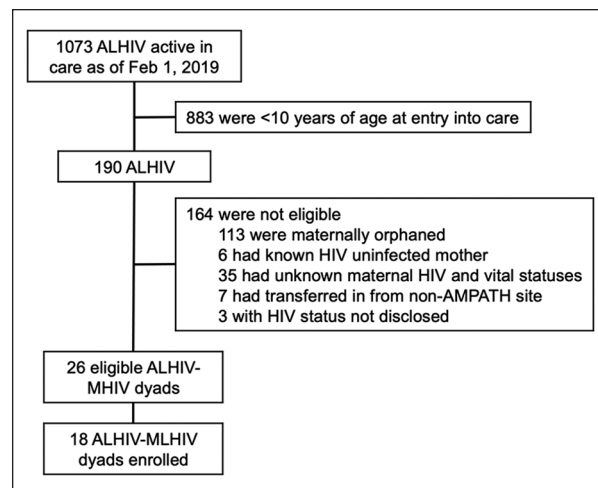 1073 ALHIV active in
care as of Feb 1, 2019
883 were <10 years of age at entry into care
190 ALHIV
164 were not eligible
113 were maternally orphaned
6 had known HIV uninfected mother
35 had unknown maternal HIV and vital statuses
7 had transferred in from non-AMPATH site
3 with HIV status not disclosed
26 eligible ALHIV-
MHIV dyads
18 ALHIV-MLHIV
dyads enrolled